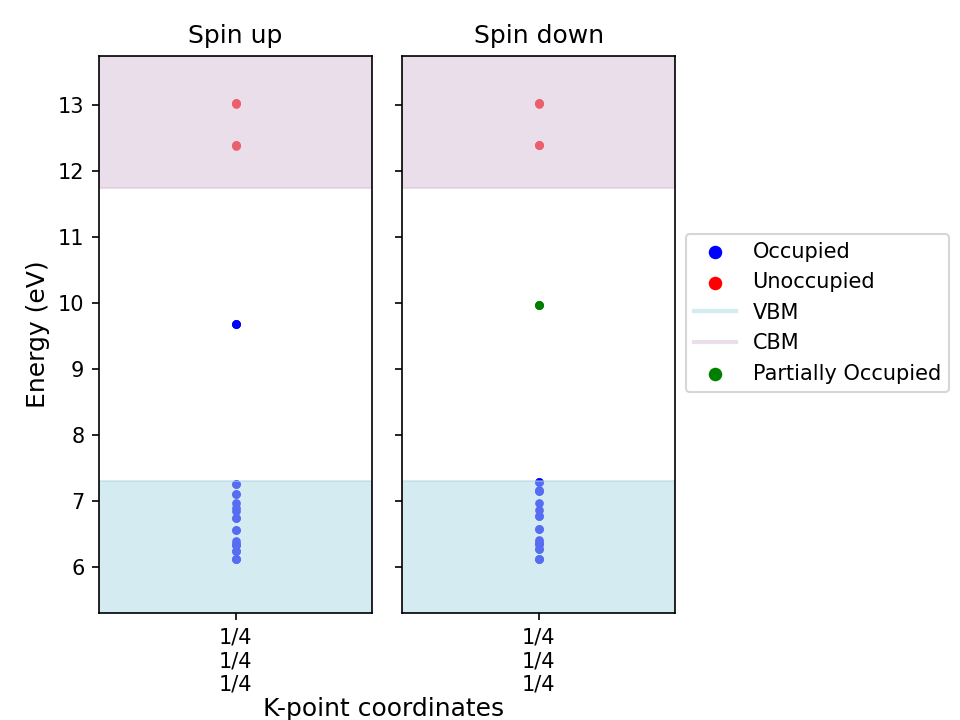 Spin up
Spin down
Energy (eV)
13
12
11
10
9
8
7
6
1/4
1/4
1/4
1/4
1/4
1/4
K-point coordinates
Occupied
Unoccupied
VBM
CBM
Partially Occupied